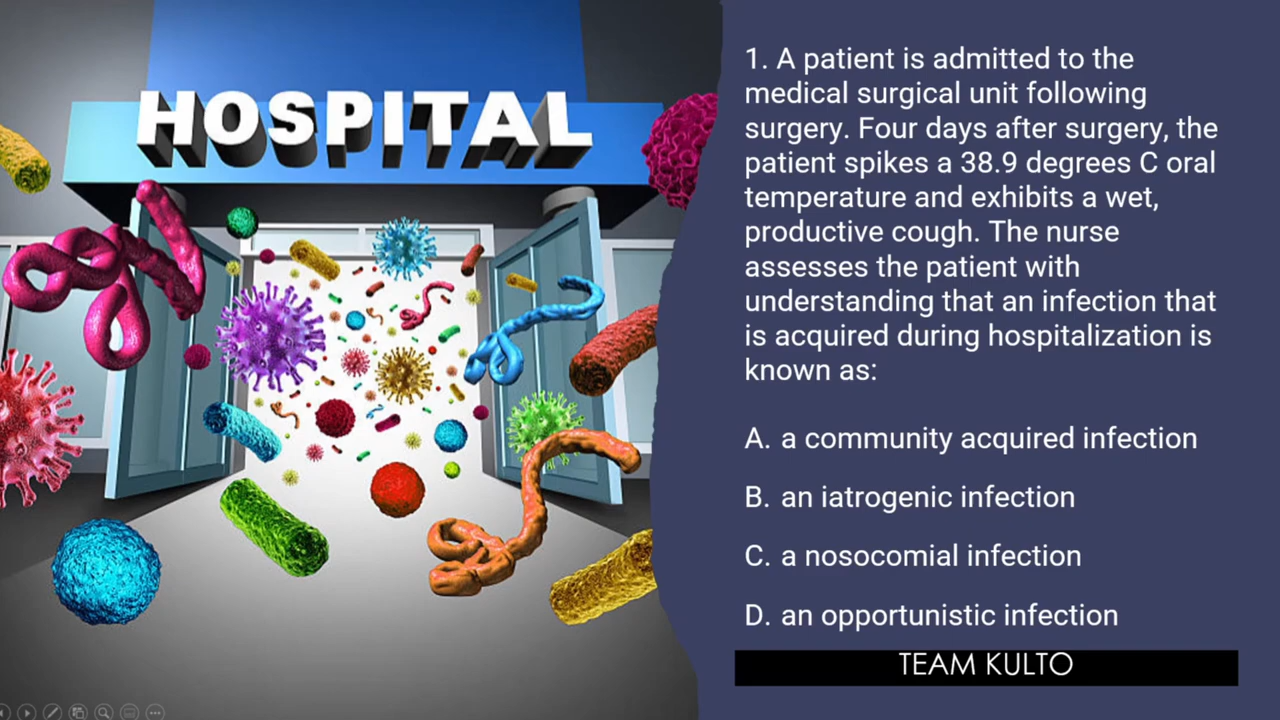 HOSPITAL
1. A patient is admitted to the
medical surgical unit following
surgery. Four days after surgery, the
patient spikes a 38.9 degrees C oral
temperature and exhibits a wet,
productive cough. The nurse
assesses the patient with
understanding that an infection that
is acquired during hospitalization is
known as:
A. a community acquired infection
B. an iatrogenic infection
C. a nosocomial infection
D. an opportunistic infection
TEAM KULTO